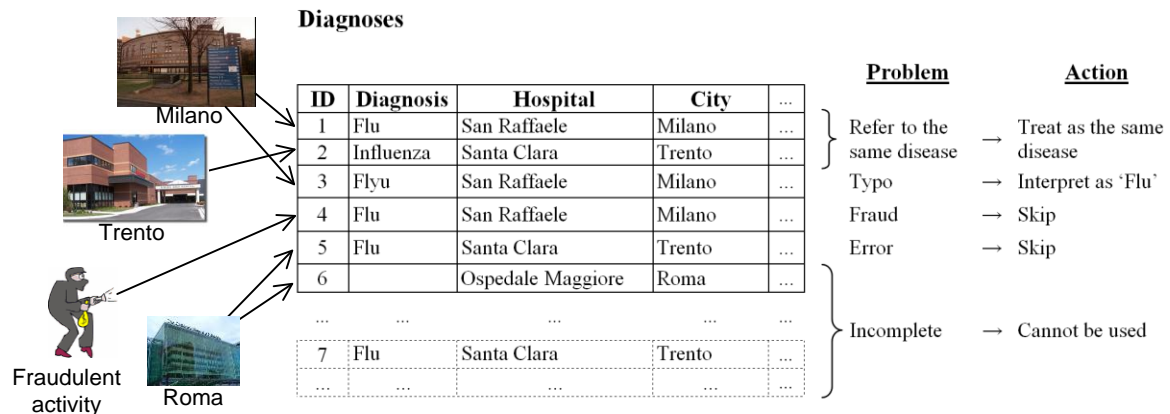 Diagnoses
Milano
Trento
Fraudulent
activity
Roma
ID Diagnosis Hospital City ...
1 Flu San Raffaele Milano ...
2 Influenza Santa Clara Trento ...
3 Flyu San Raffaele Milano ...
4 Flu San Raffaele Milano ...
5 Flu Santa Clara Trento ...
6 Ospedale Maggiore Roma ...
... ... ... ... ...
7 Flu Santa Clara Trento ...
... ... ... ... ...
Problem Action
Refer to the → Treat as the same
same disease disease
Typo → Interpret as ‘Flu’
Fraud → Skip
Error → Skip
Incomplete → Cannot be used